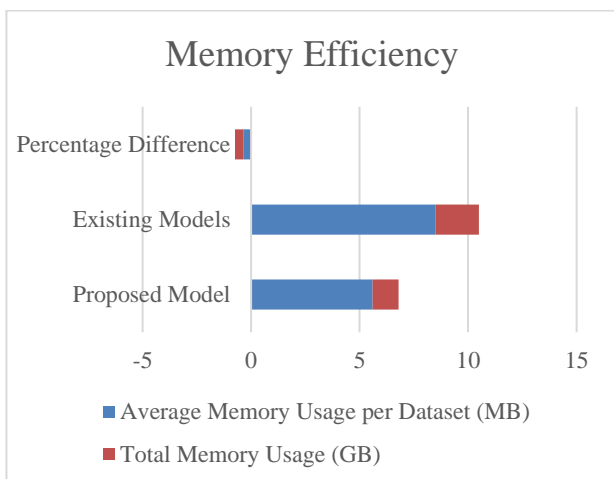 Memory Efficiency
Percentage Difference
Existing Models
Proposed Model
-5 0 5 10 15
Average Memory Usage per Dataset (MB)
Total Memory Usage (GB)